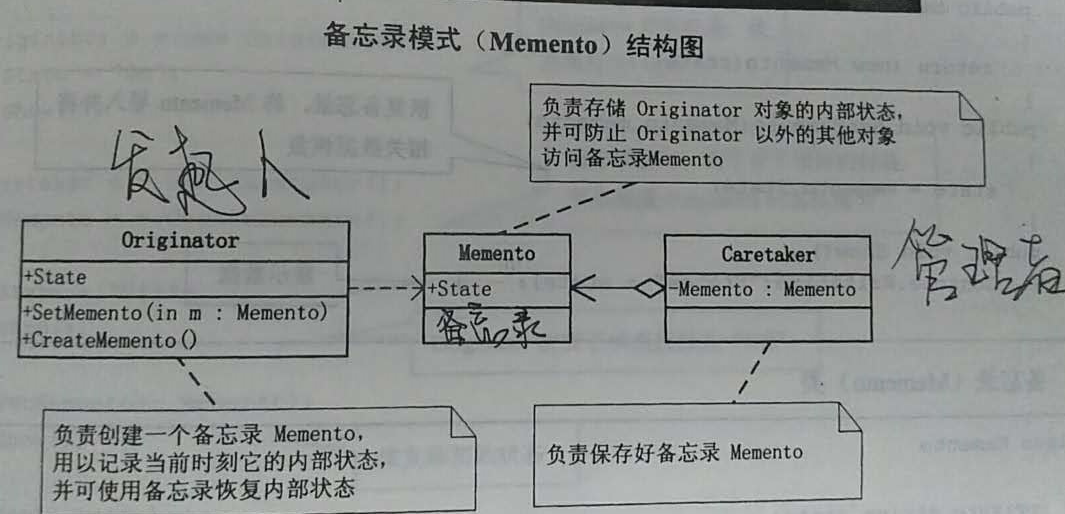 备忘录模式（Memento）结构图
负责存储 Originator 对象的内部状态，
并可防止 Originator 以外的其他对象
访问备忘录Memento
发起人
Originator
+State
+SetMemento(in m : Memento)
+CreateMemento()
Memento
+State
备忘录
Caretaker
-Memento : Memento
管理者
负责创建一个备忘录 Memento，
用以记录当前时刻它的内部状态，
并可使用备忘录恢复内部状态
负责保存好备忘录 Memento